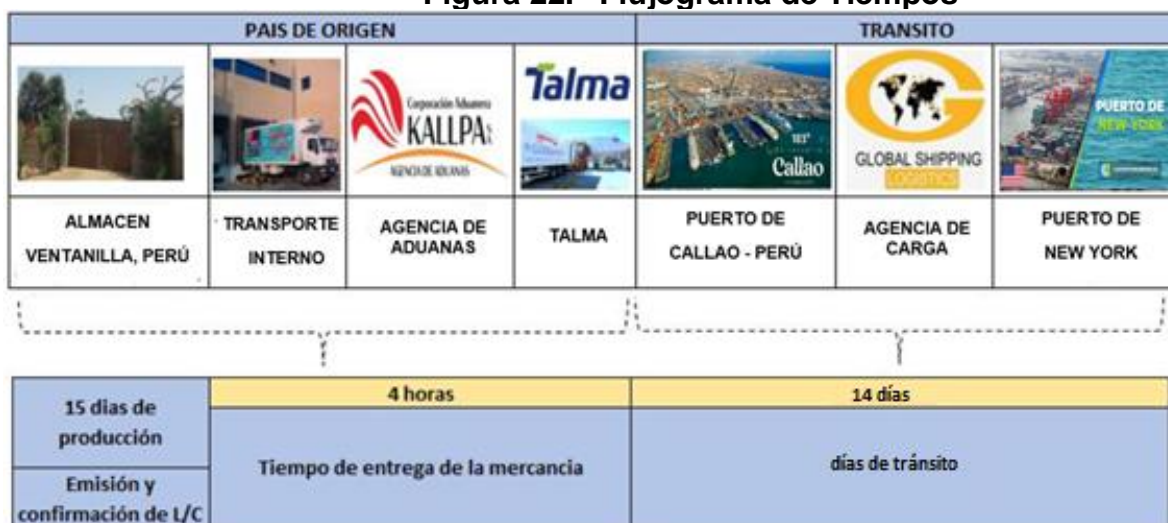 Figura 22. Flujograma de Tiempos
PAIS DE ORIGEN
TRANSITO
Corporación Aduanera
KALLPA
AGENCIA DE ADUANAS
Talma
Callao
GLOBAL SHIPPING
LOGISTICS
PUERTO DE
NEW YORK
ALMACEN
VENTANILLA, PERÚ
TRANSPORTE
INTERNO
AGENCIA DE
ADUANAS
TALMA
PUERTO DE
CALLAO - PERÚ
AGENCIA DE
CARGA
PUERTO DE
NEW YORK
15 dias de
producción
Emisión y
confirmación de L/C
4 horas
Tiempo de entrega de la mercancia
14 días
días de tránsito